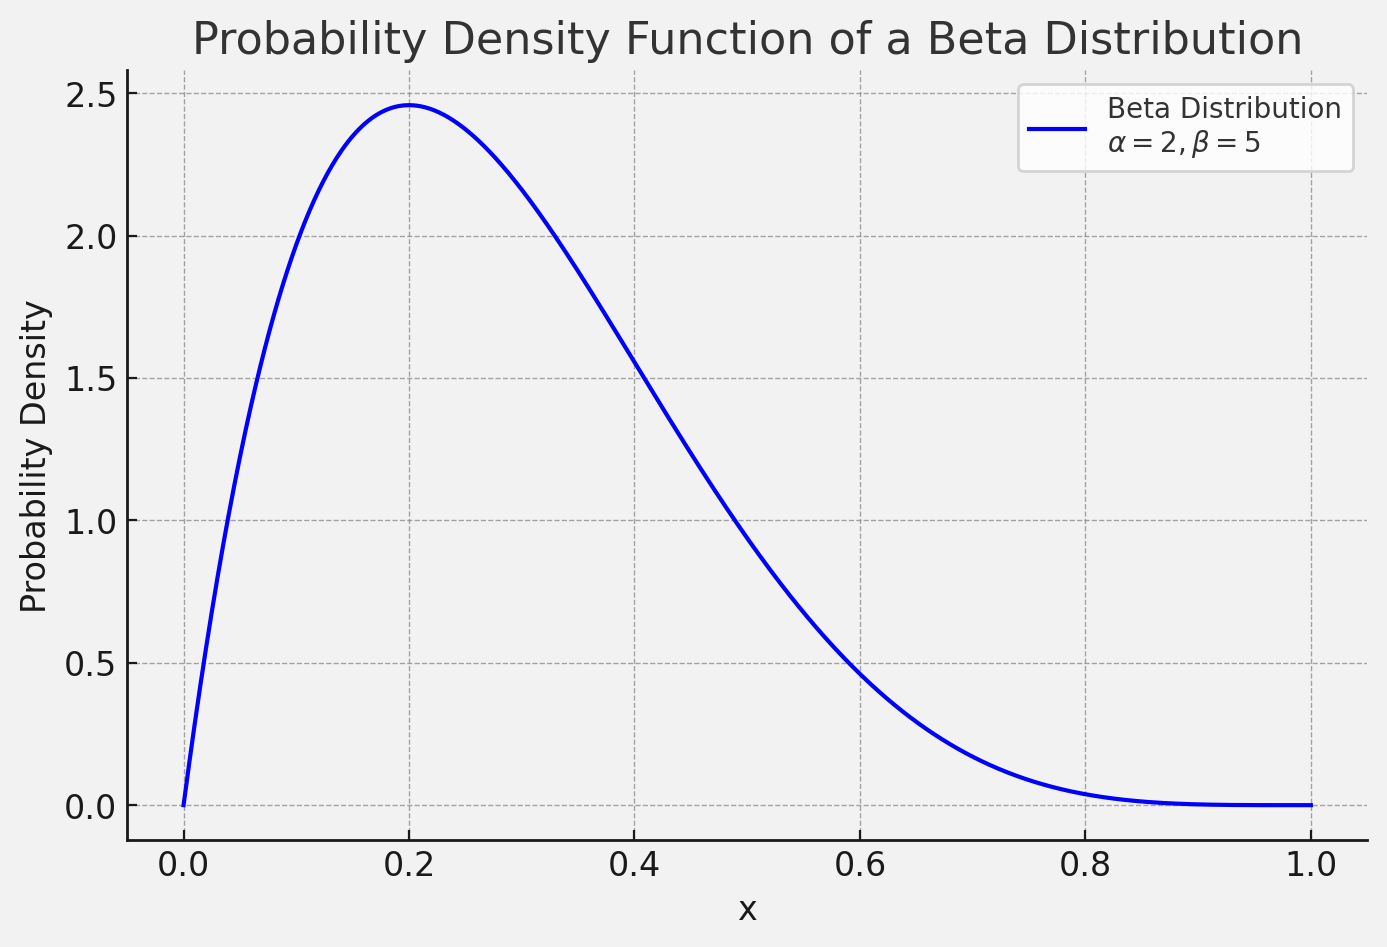 Probability Density Function of a Beta Distribution
Beta Distribution
α = 2, β = 5
Probability Density
2.5
2.0
1.5
1.0
0.5
0.0
0.0 0.2 0.4 0.6 0.8 1.0
x